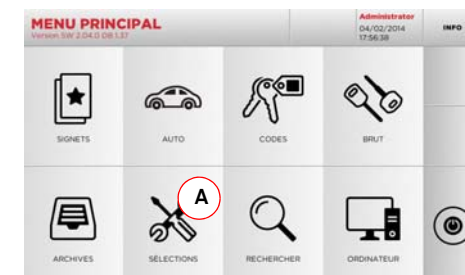 MENU PRINCIPAL
Version SW 2.04.0 DB 1.37
Administrator
04/02/2014
17:56:38
INFO
SIGNETS
AUTO
CODES
BRUT
A
ARCHIVES
SÉLECTIONS
RECHERCHER
ORDINATEUR